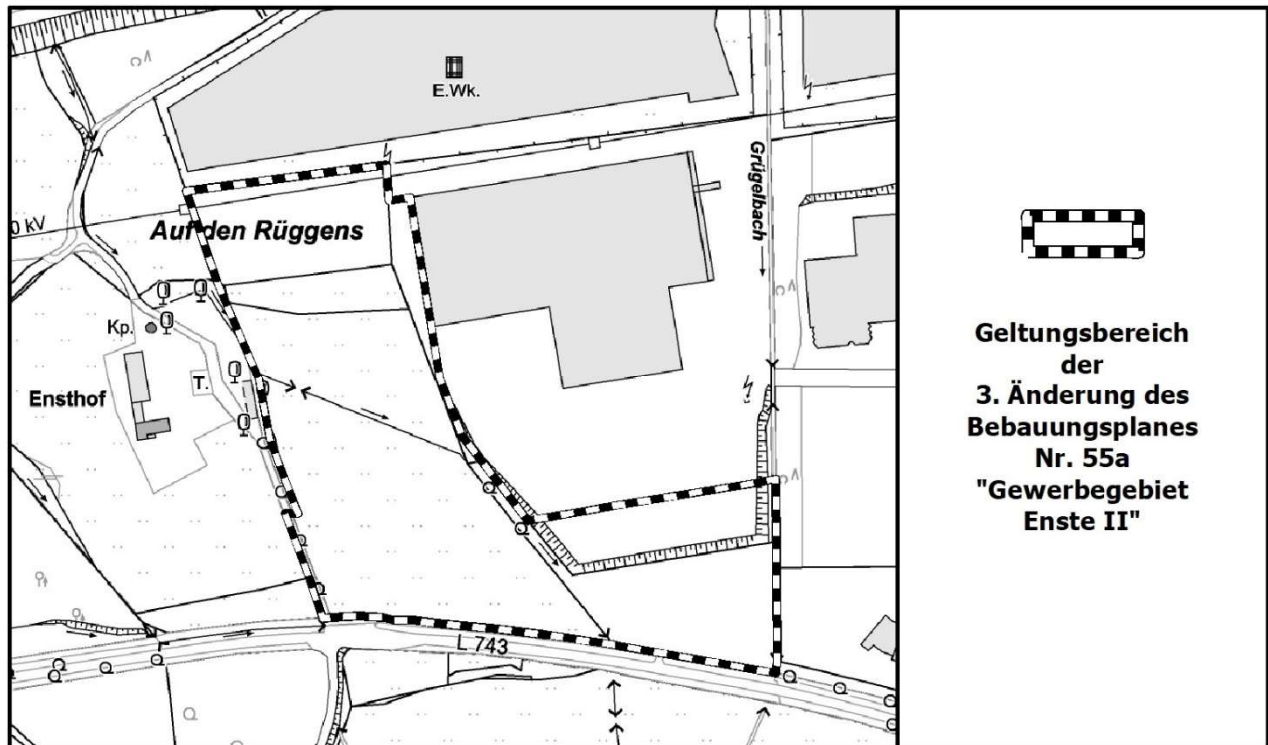 E.Wk.
Grügelbach
0 kV
Auf den Rüggens
Kp.
T.
Ensthof
L 743
Geltungsbereich
der
3. Änderung des
Bebauungsplanes
Nr. 55a
"Gewerbegebiet
Enste II"